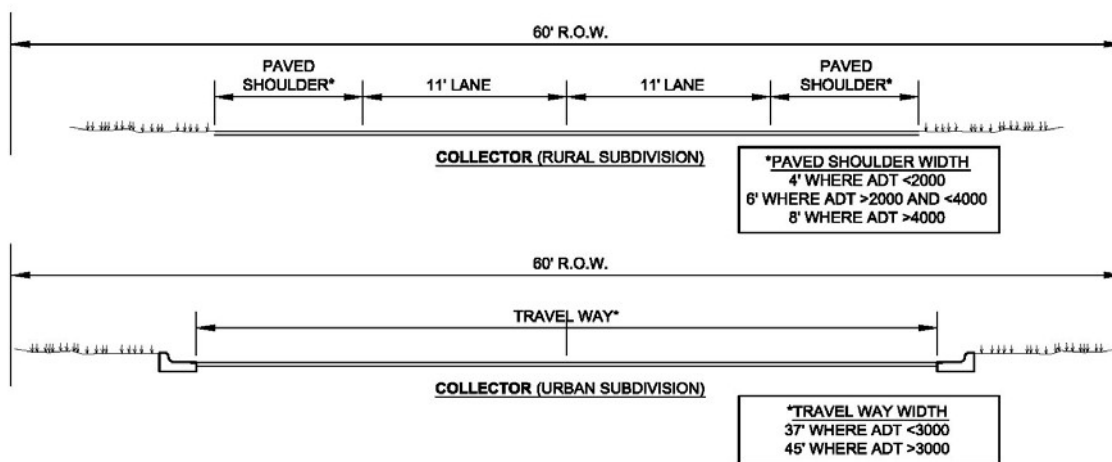 60' R.O.W.
PAVED
SHOULDER*
11' LANE
11' LANE
PAVED
SHOULDER*
COLLECTOR (RURAL SUBDIVISION)
*PAVED SHOULDER WIDTH
4' WHERE ADT <2000
6' WHERE ADT >2000 AND <4000
8' WHERE ADT >4000
60' R.O.W.
TRAVEL WAY*
COLLECTOR (URBAN SUBDIVISION)
*TRAVEL WAY WIDTH
37' WHERE ADT <3000
45' WHERE ADT >3000